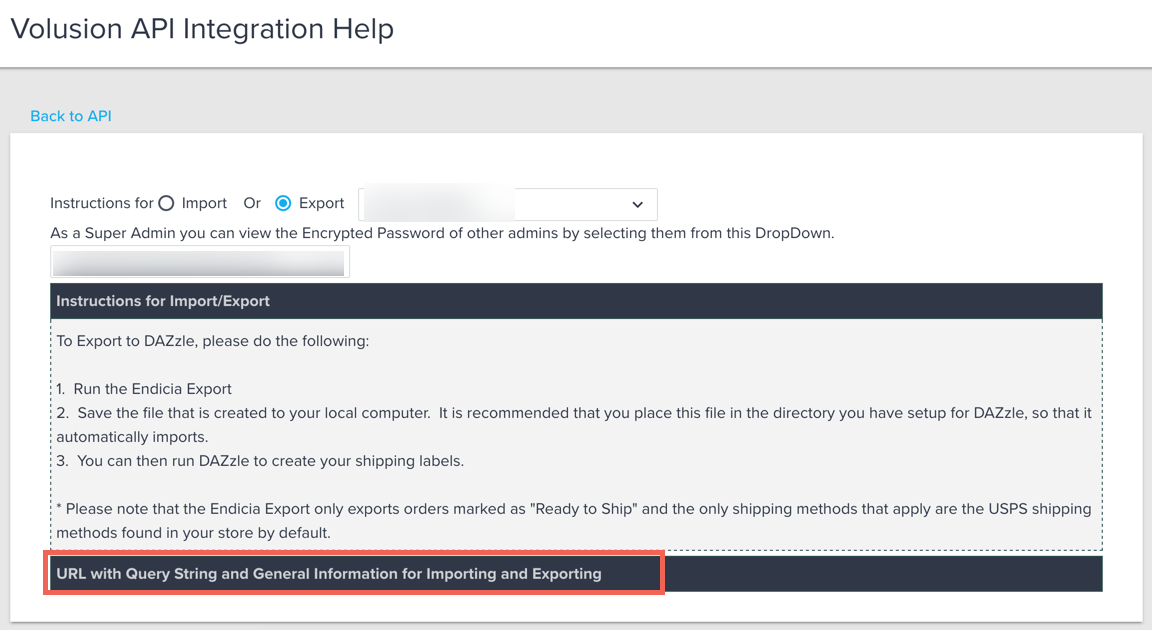 Volusion API Integration Help
Back to API
Instructions for Import Or Export
As a Super Admin you can view the Encrypted Password of other admins by selecting them from this DropDown.
Instructions for Import/Export
To Export to DAZzle, please do the following:
1. Run the Endicia Export
2. Save the file that is created to your local computer. It is recommended that you place this file in the directory you have setup for DAZzle, so that it
automatically imports.
3. You can then run DAZzle to create your shipping labels.
* Please note that the Endicia Export only exports orders marked as "Ready to Ship" and the only shipping methods that apply are the USPS shipping
methods found in your store by default.
URL with Query String and General Information for Importing and Exporting